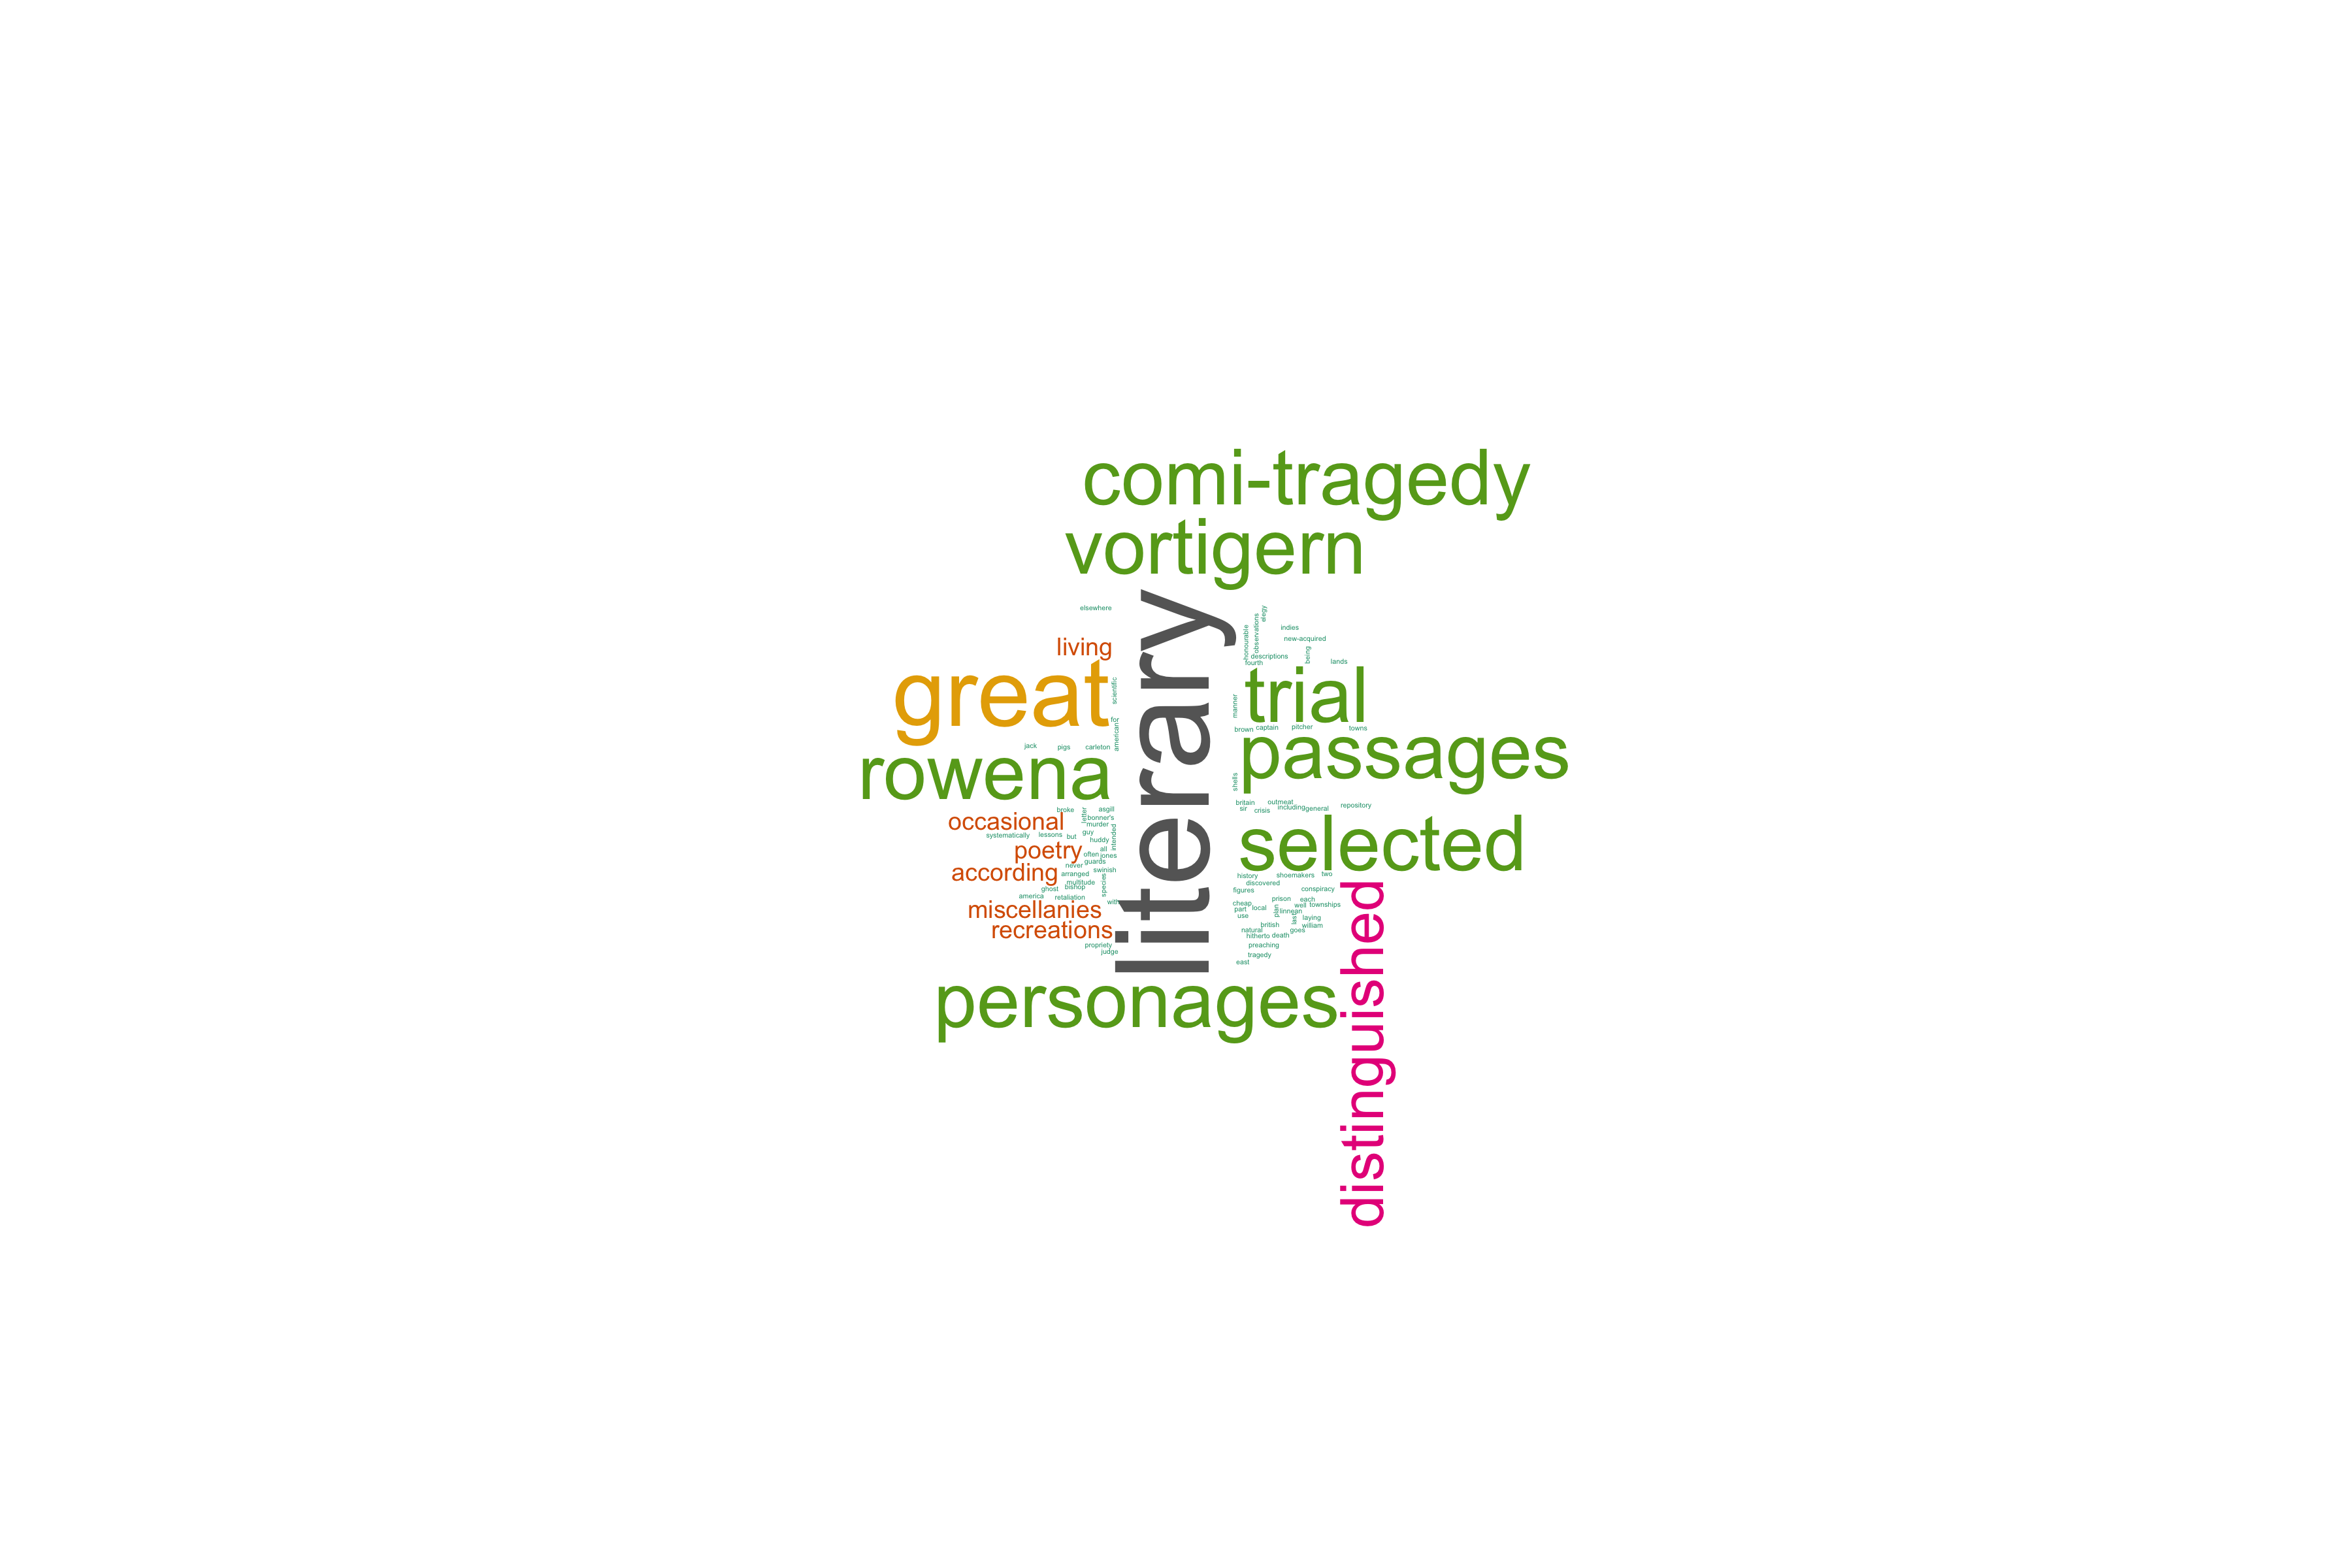 comi-tragedy
vortigern
literary
elsewhere
living
great
scientific
for
american
jack
pigs
carleton
rowena
elegy
observations
honourable
indies
new-acquired
descriptions
being
fourth
lands
manner
trial
brown
captain
pitcher
towns
passages
shells
britain
outmeat
sir
crisis
including
general
repository
selected
broke
letter
asgill
bonner's
occasional
murder
intended
systematically
lessons
but
guy
huddy
poetry
often
all
jones
guards
never
according
arranged
swinish
multitude
species
ghost
bishop
america
retaliation
with
miscellanies
recreations
propriety
judge
history
shoemakers
two
discovered
figures
conspiracy
prison
each
cheap
part
local
plan
linnean
well
townships
use
last
laying
british
william
natural
goes
hitherto
death
preaching
tragedy
east
distinguished
personages